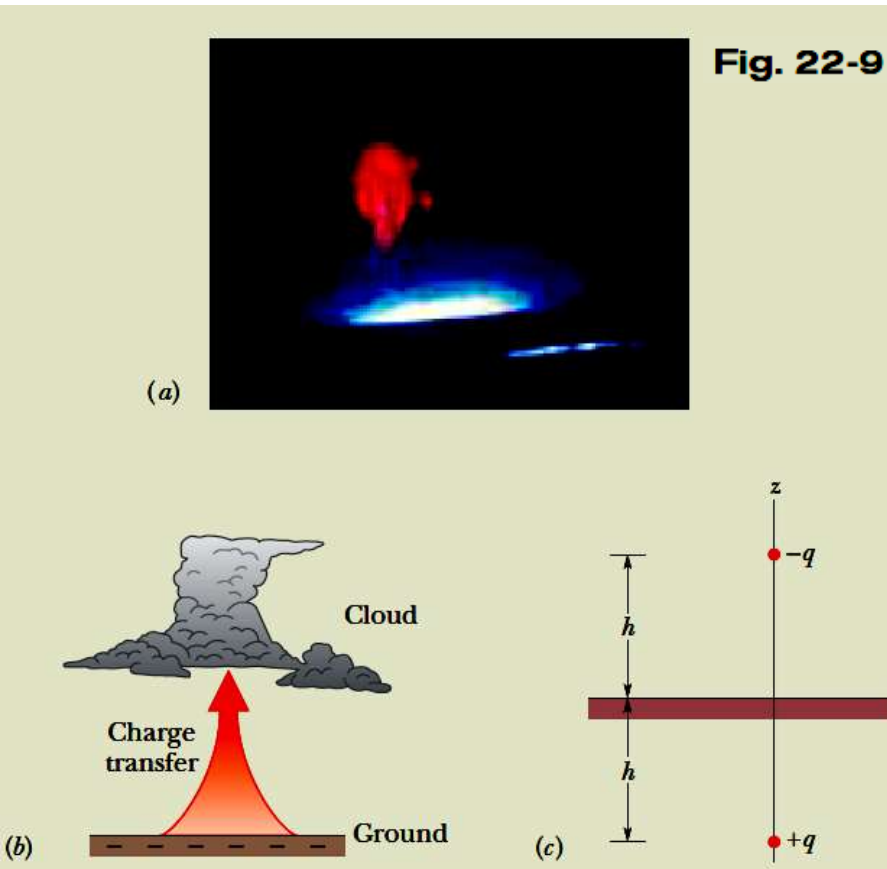 Fig. 22-9
(a)
Cloud
Charge
transfer
Ground
(b)
z
–q
h
h
+q
(c)